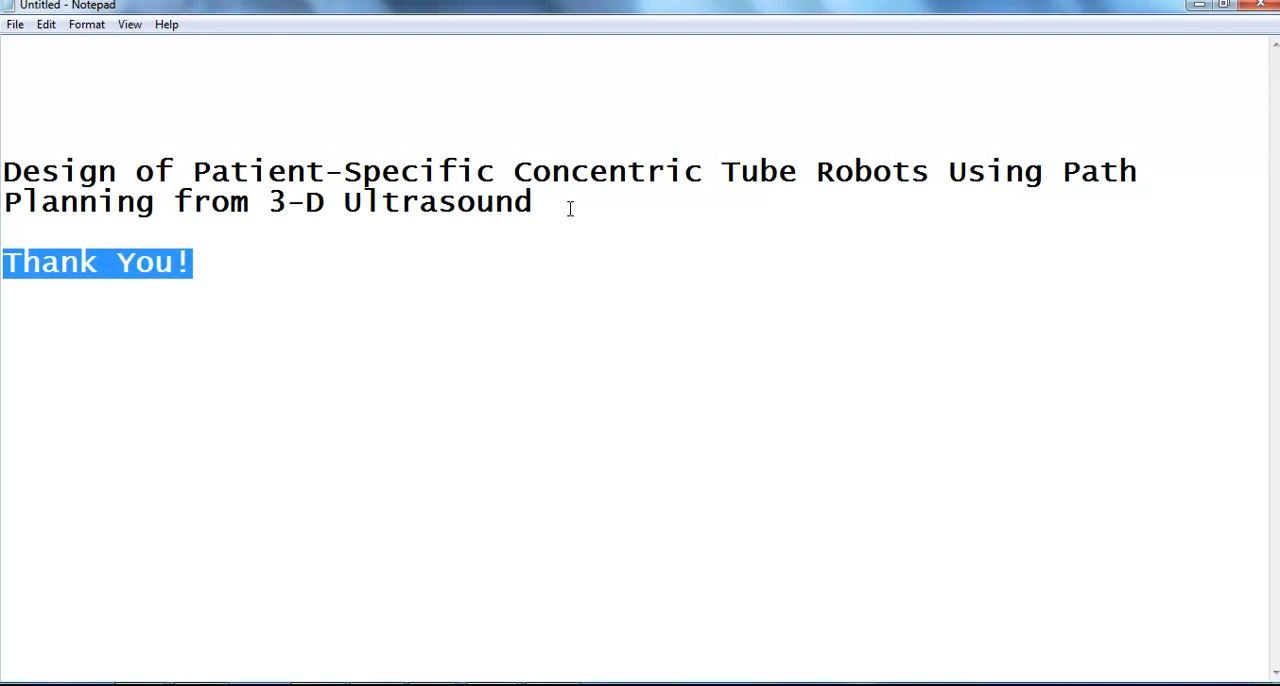 Untitled - Notepad
File Edit Format View Help
Design of Patient-Specific Concentric Tube Robots Using Path
Planning from 3-D Ultrasound
Thank You!